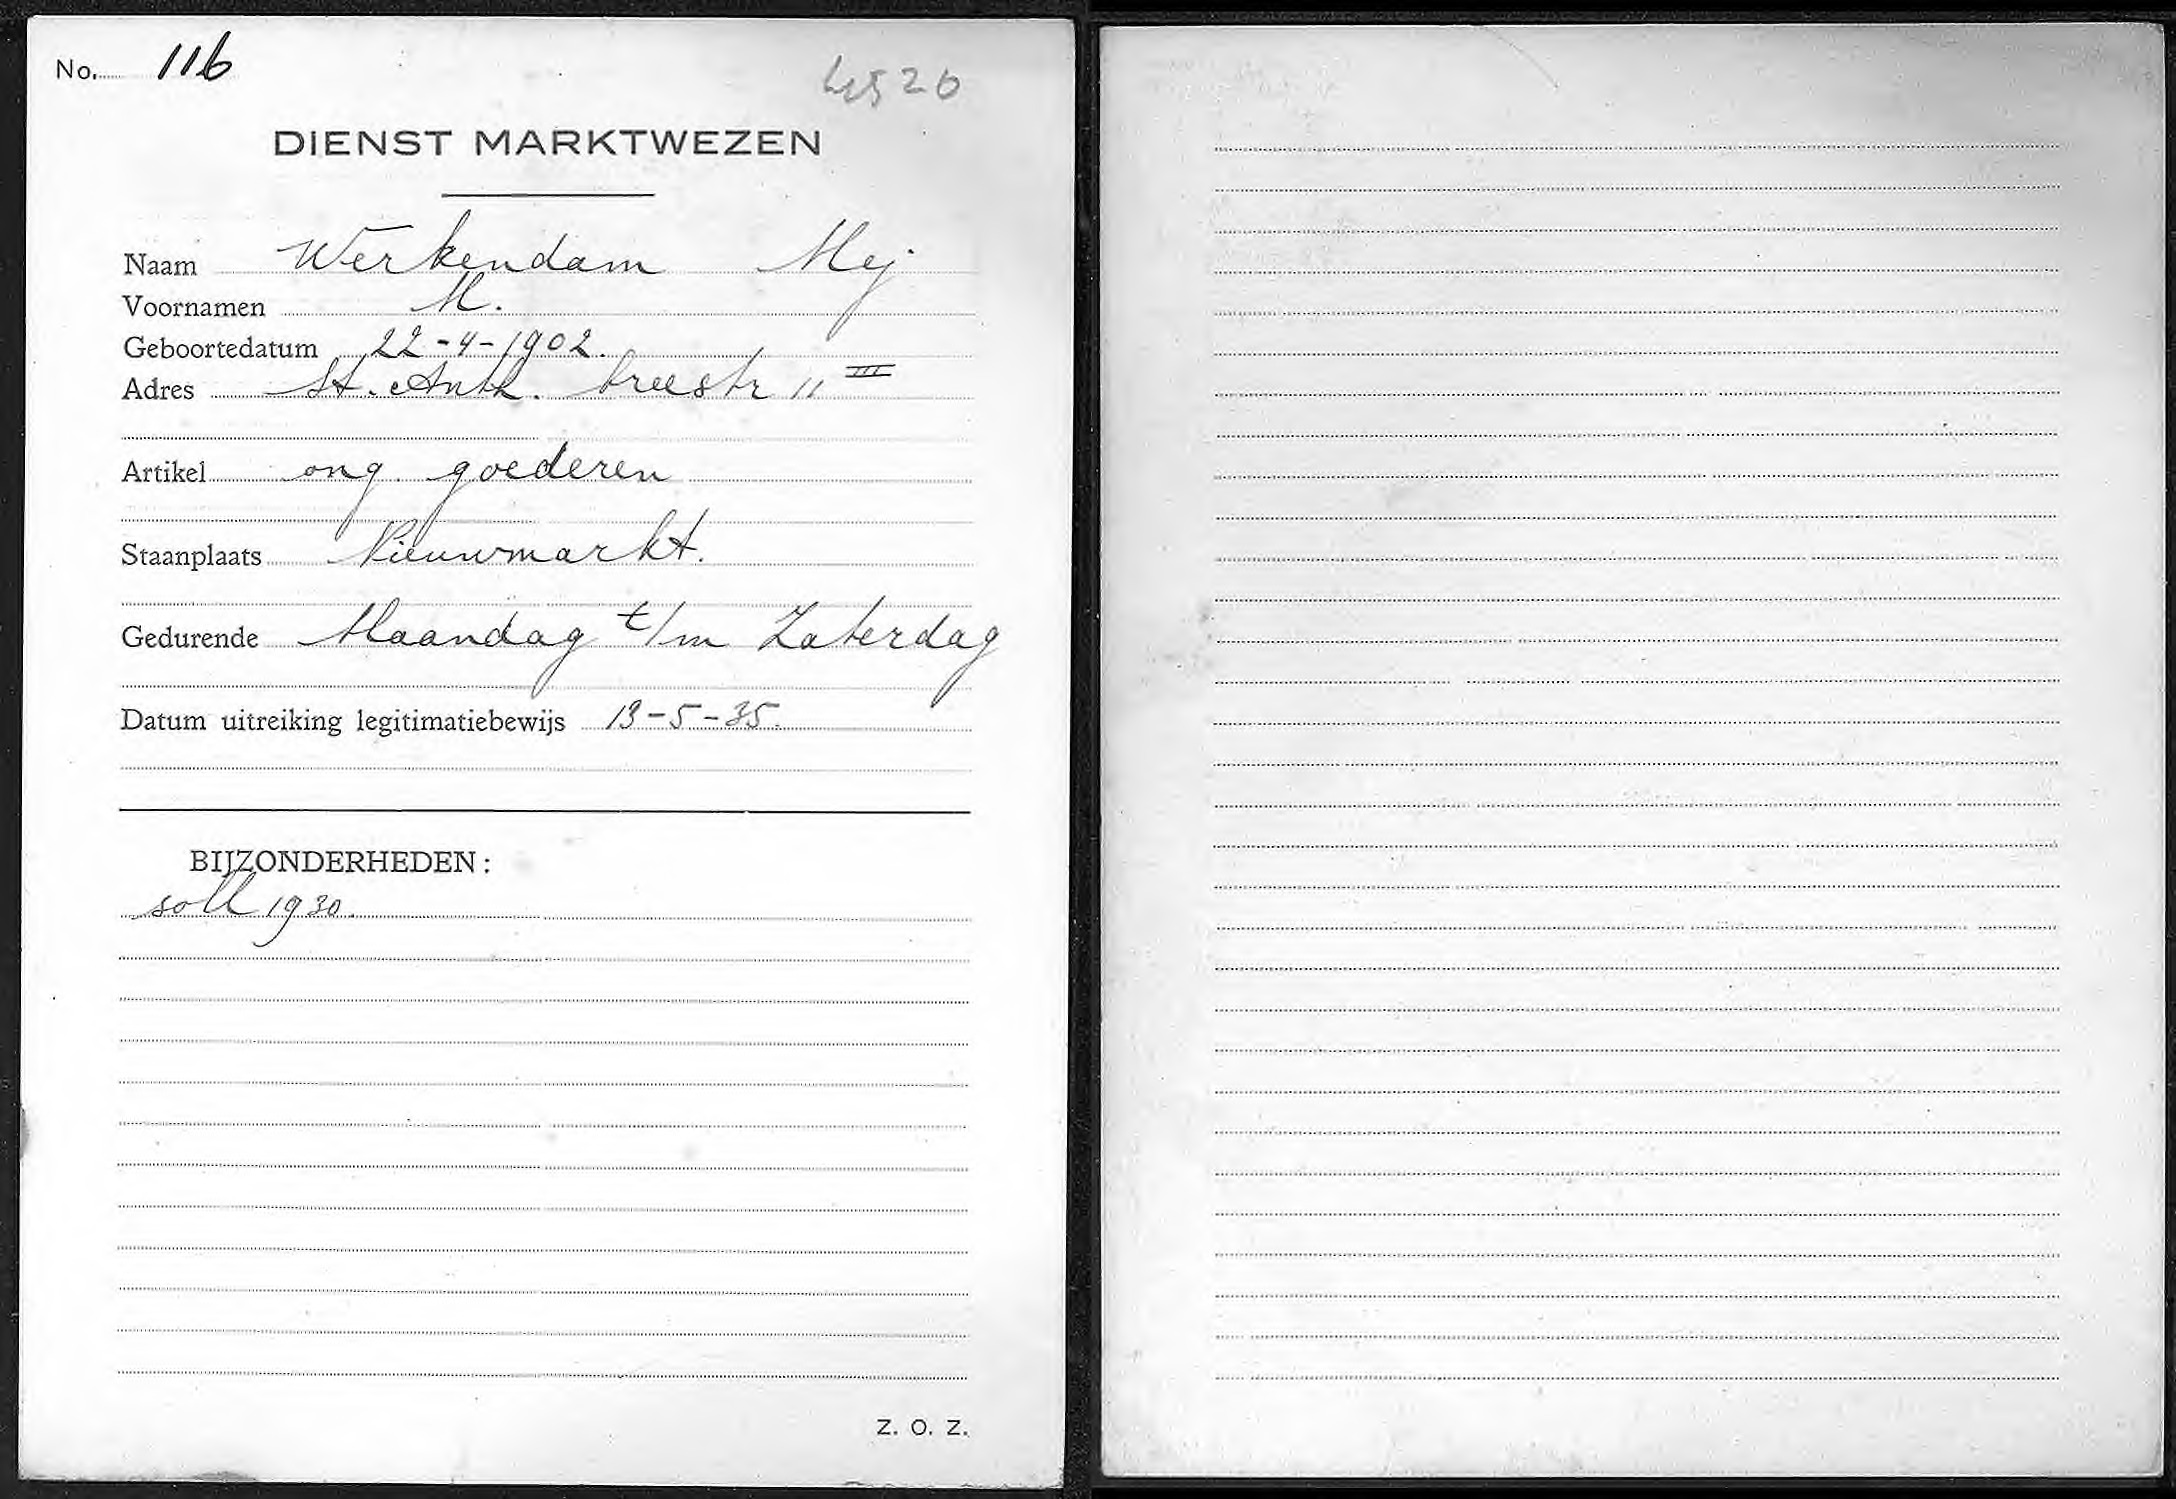 No. 116
4520
DIENST MARKTWEZEN
Naam Werkendam Mej
Voornamen M.
Geboortedatum 22-4-1902.
Adres St. Anth. breestr 11 III
Artikel ong. goederen
Staanplaats Nieuwmarkt.
Gedurende Maandag t/m Zaterdag
Datum uitreiking legitimatiebewijs 13-5-35.
BIJZONDERHEDEN:
soll 1930.
Z. O. Z.